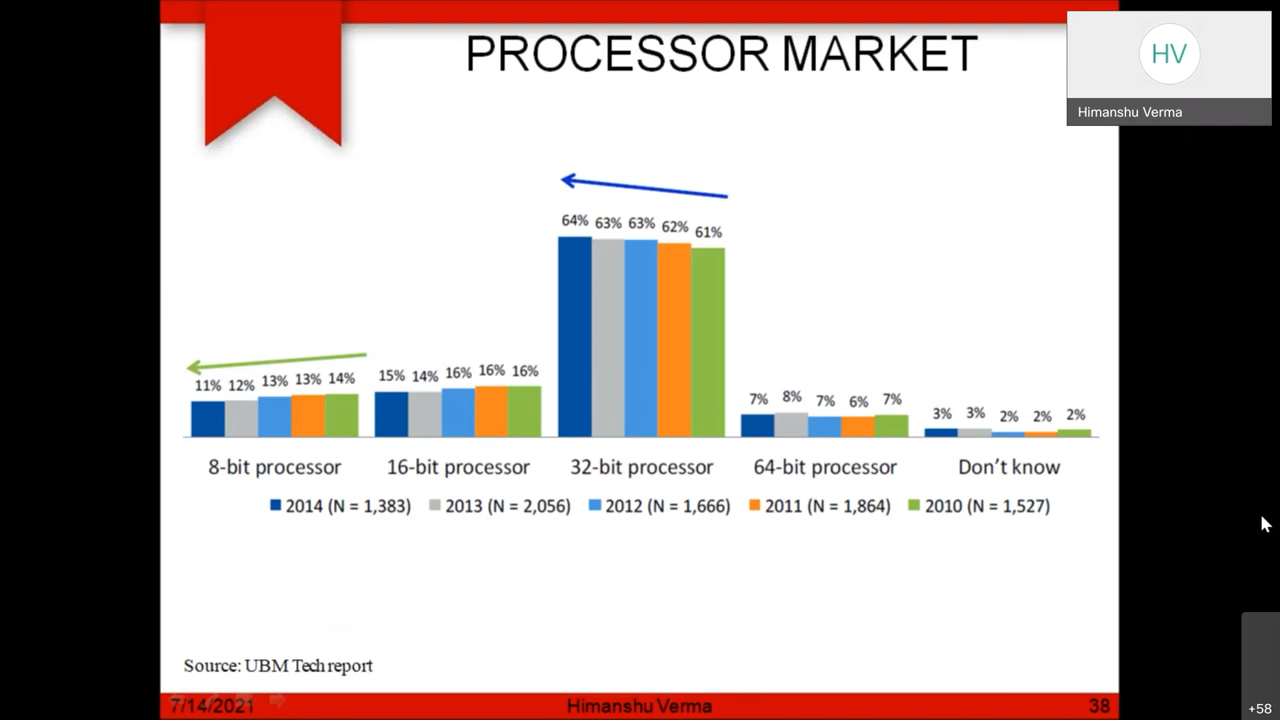 PROCESSOR MARKET
HV
Himanshu Verma
64% 63% 63% 62% 61%
11% 12% 13% 13% 14%
15% 14% 16% 16% 16%
7% 8% 7% 6% 7%
3% 3% 2% 2% 2%
8-bit processor 16-bit processor 32-bit processor 64-bit processor Don't know
2014 (N = 1,383) 2013 (N = 2,056) 2012 (N = 1,666) 2011 (N = 1,864) 2010 (N = 1,527)
Source: UBM Tech report
7/14/2021 Himanshu Verma 38
+58